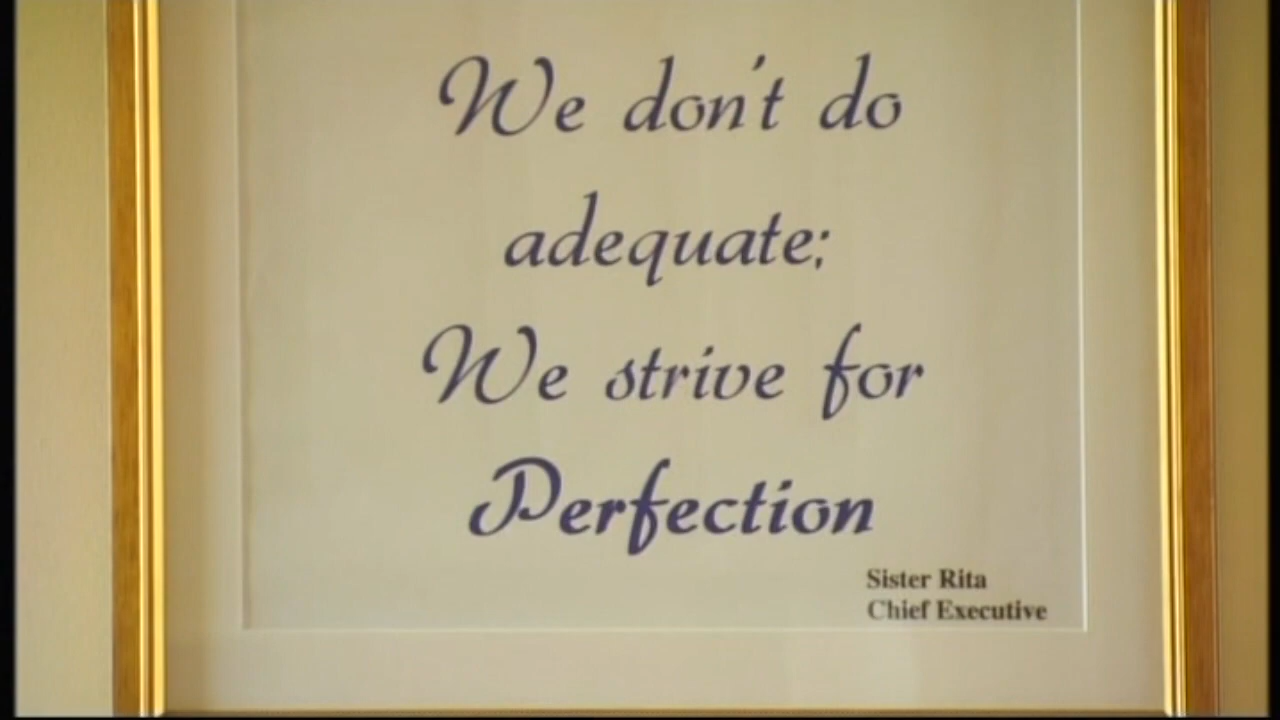 We don't do
adequate;
We strive for
Perfection
Sister Rita
Chief Executive